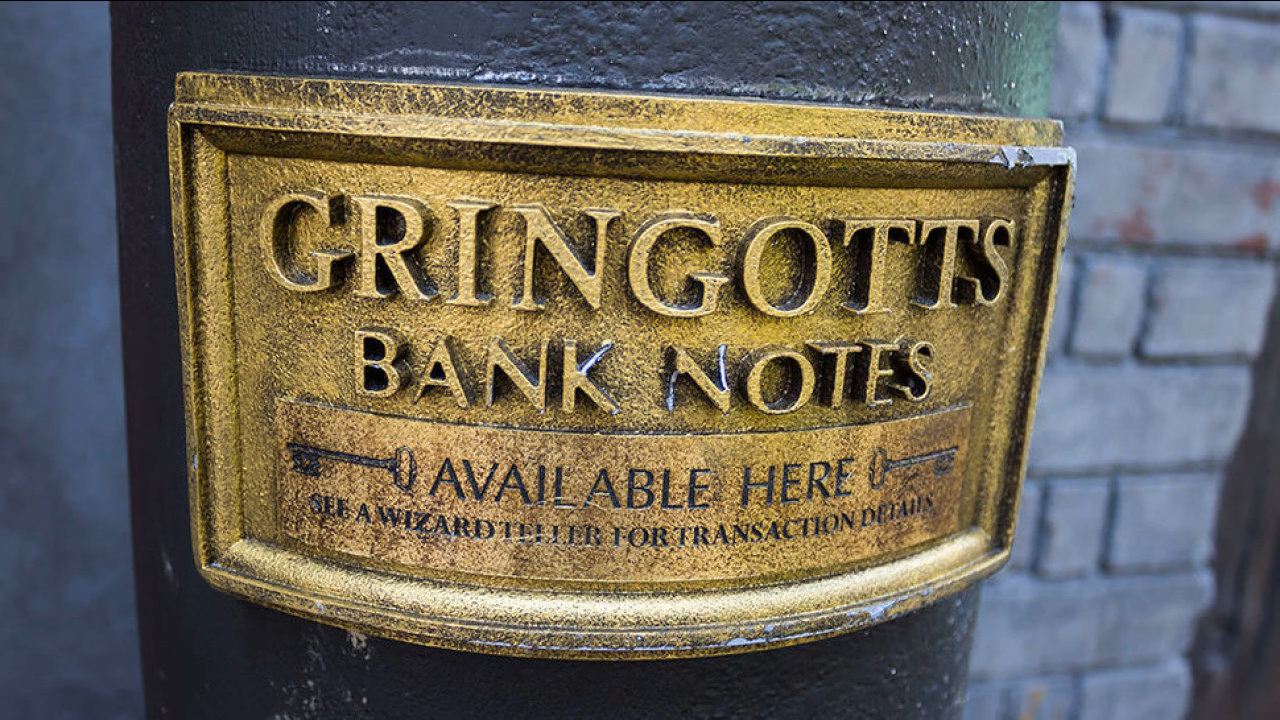 GRINGOTTS
BANK NOTES
AVAILABLE HERE
SEE A WIZARD TELLER FOR TRANSACTION DETAILS